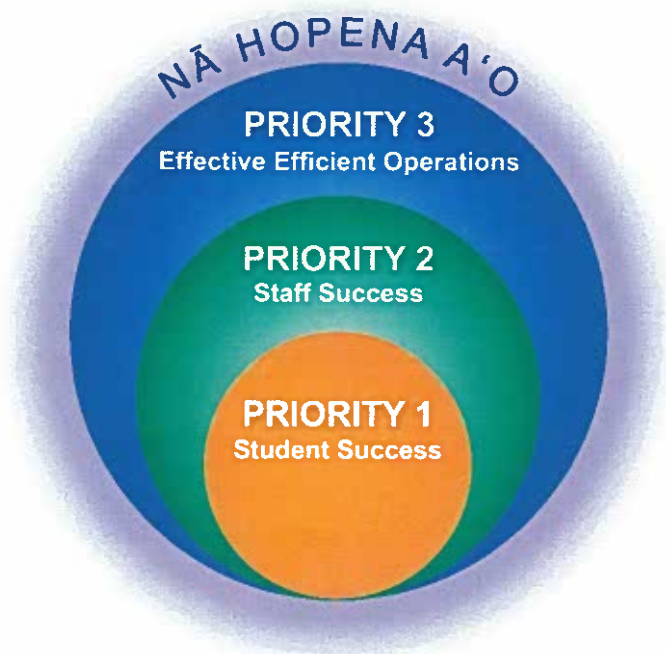 NĀ HOPENA A‘O
PRIORITY 3
Effective Efficient Operations
PRIORITY 2
Staff Success
PRIORITY 1
Student Success